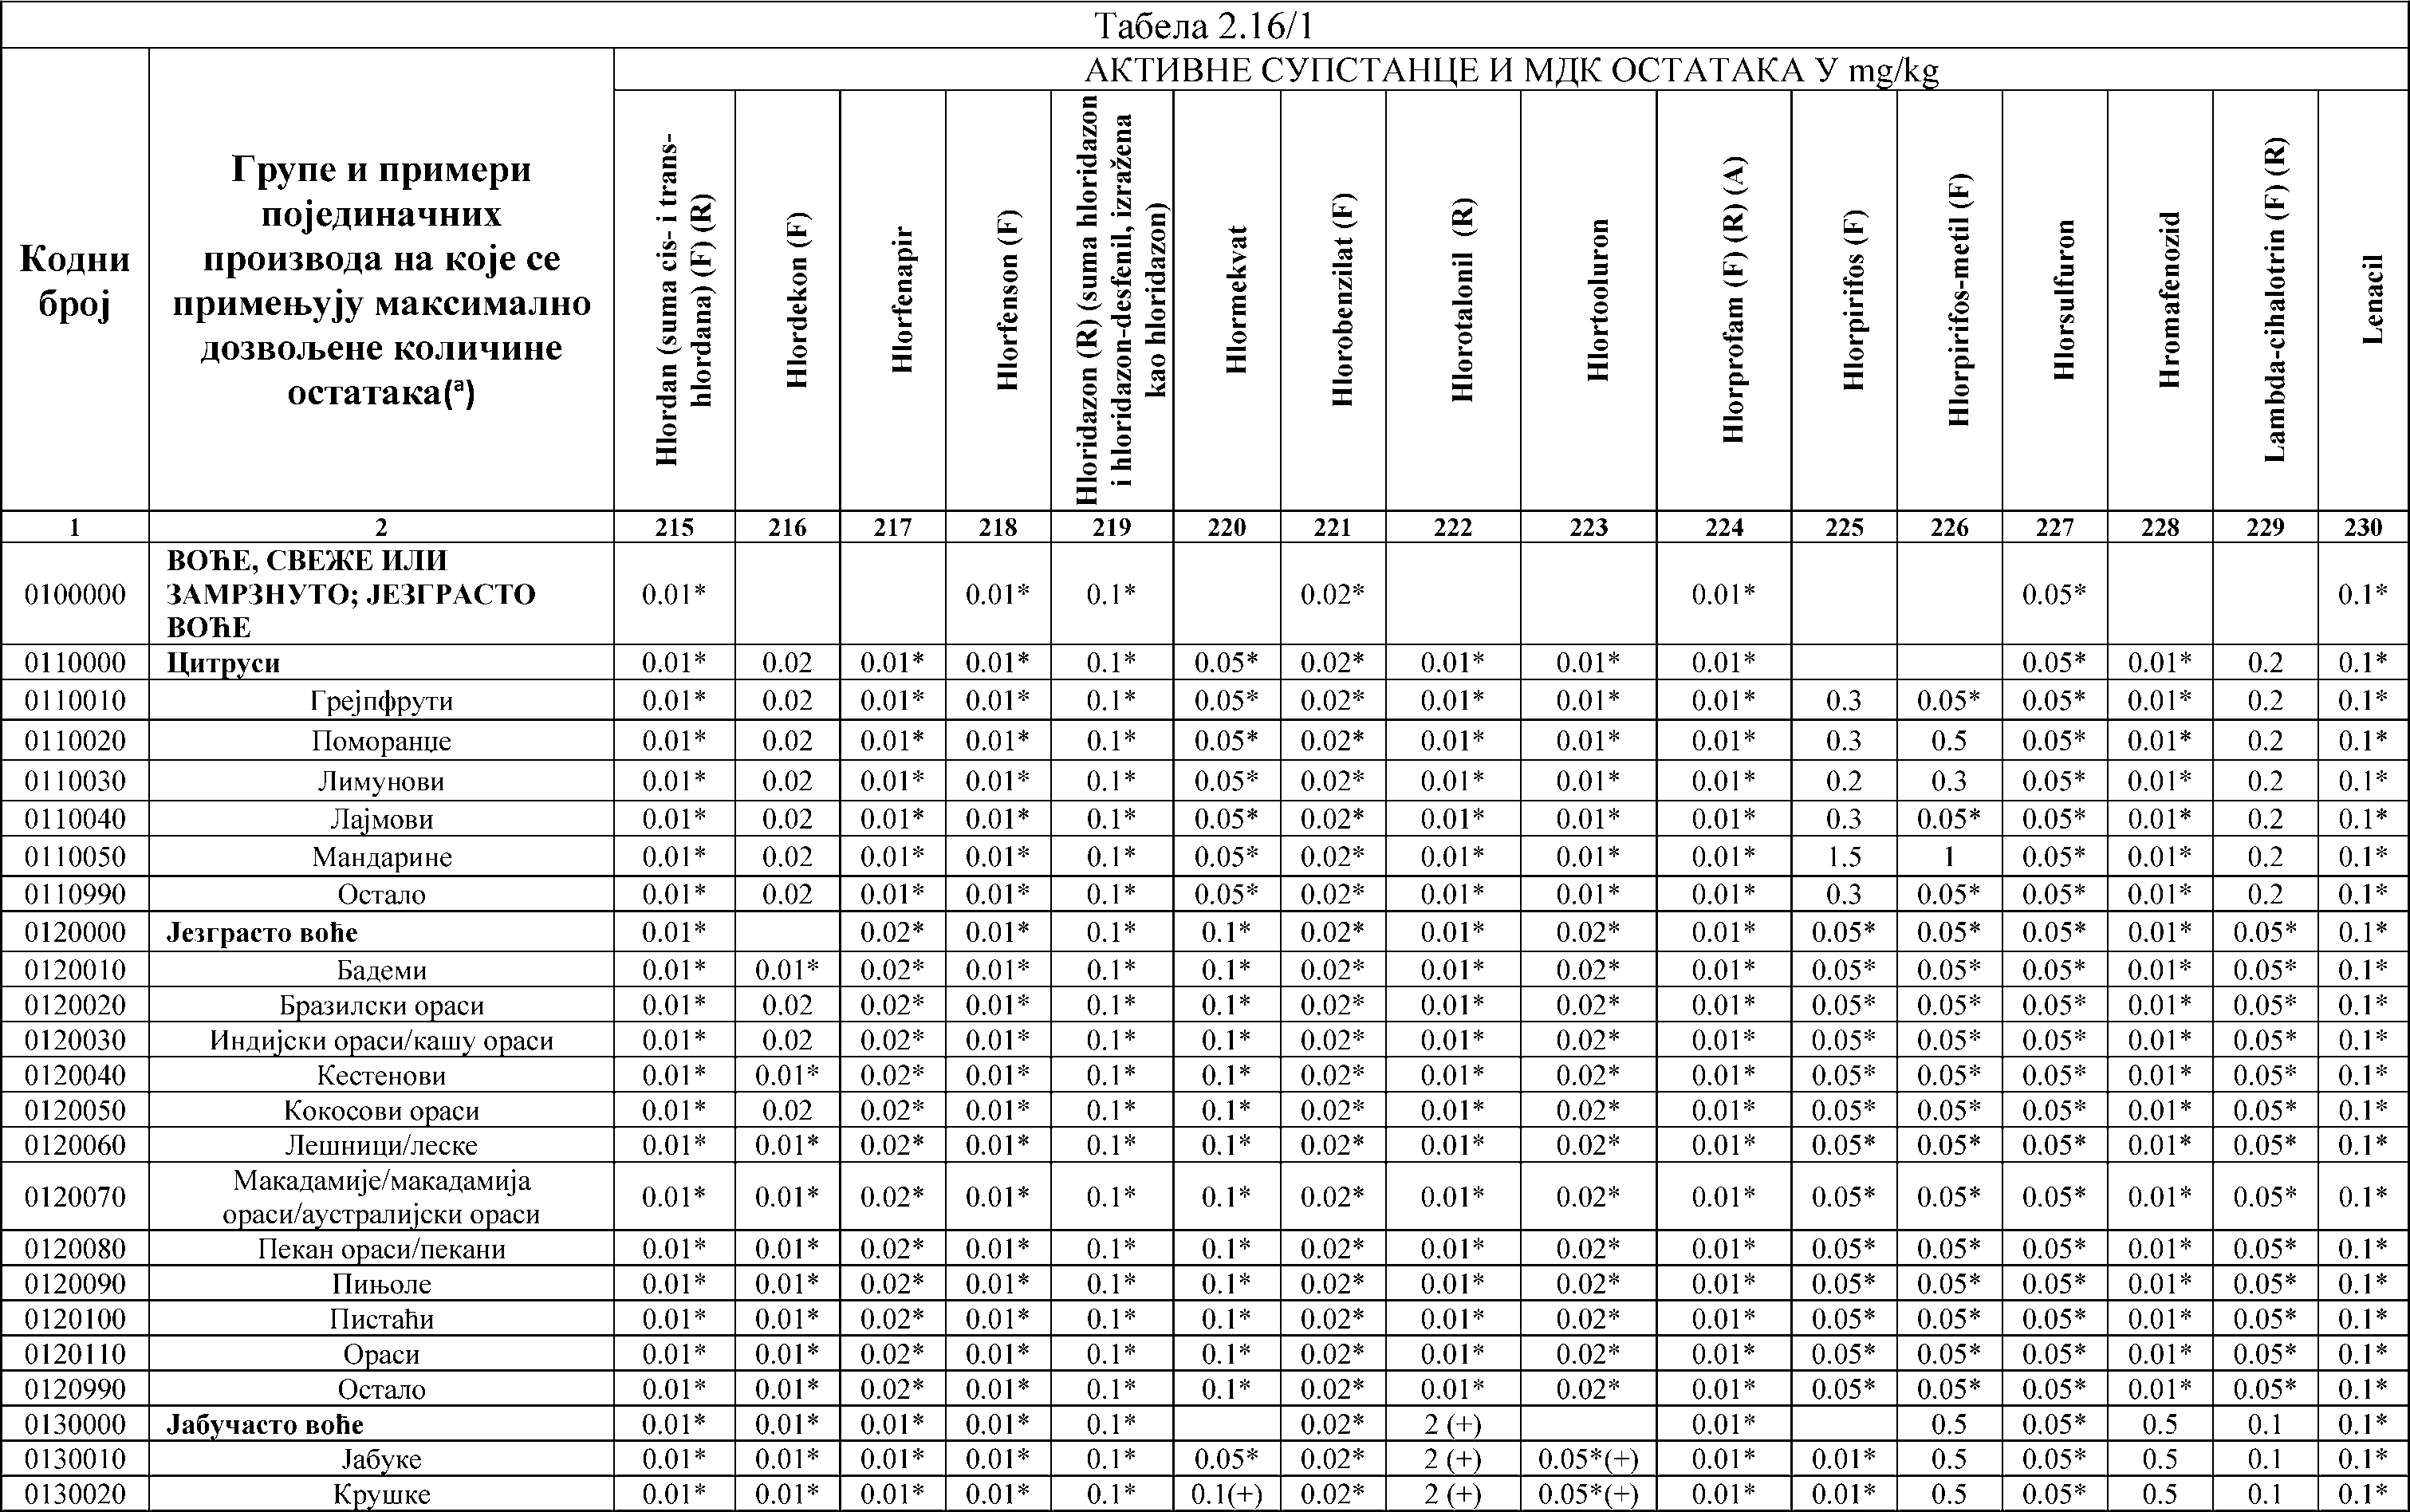 Табела 2.16/1
Кодни број
Групе и примери појединачних производа на које се примењују максимално дозвољене количине остатака(ᵃ)
АКТИВНЕ СУПСТАНЦЕ И МДК ОСТАТАКА У mg/kg
Hlordan (suma cis- i trans-hlordana) (F) (R)
Hlordekon (F)
Hlorfenapir
Hlorfenson (F)
Hloridazon (R) (suma hloridazon i hloridazon-desfenil, izražena kao hloridazon)
Hlormekvat
Hlorobenzilat (F)
Hlorotalonil (R)
Hlortooluron
Hlorprofam (F) (R) (A)
Hlorpirifos (F)
Hlorpirifos-metil (F)
Hlorsulfuron
Hromafenozid
Lambda-cihalotrin (F) (R)
Lenacil
1 2 215 216 217 218 219 220 221 222 223 224 225 226 227 228 229 230
0100000 ВОЋЕ, СВЕЖЕ ИЛИ ЗАМРЗНУТО; ЈЕЗГРАСТО ВОЋЕ 0.01* 0.01* 0.1* 0.02* 0.01* 0.05* 0.1*
0110000 Цитруси 0.01* 0.02 0.01* 0.01* 0.1* 0.05* 0.02* 0.01* 0.01* 0.01* 0.05* 0.01* 0.2 0.1*
0110010 Грејпфрути 0.01* 0.02 0.01* 0.01* 0.1* 0.05* 0.02* 0.01* 0.01* 0.01* 0.3 0.05* 0.05* 0.01* 0.2 0.1*
0110020 Поморанџе 0.01* 0.02 0.01* 0.01* 0.1* 0.05* 0.02* 0.01* 0.01* 0.01* 0.3 0.5 0.05* 0.01* 0.2 0.1*
0110030 Лимунови 0.01* 0.02 0.01* 0.01* 0.1* 0.05* 0.02* 0.01* 0.01* 0.01* 0.2 0.3 0.05* 0.01* 0.2 0.1*
0110040 Лајмови 0.01* 0.02 0.01* 0.01* 0.1* 0.05* 0.02* 0.01* 0.01* 0.01* 0.3 0.05* 0.05* 0.01* 0.2 0.1*
0110050 Мандарине 0.01* 0.02 0.01* 0.01* 0.1* 0.05* 0.02* 0.01* 0.01* 0.01* 1.5 1 0.05* 0.01* 0.2 0.1*
0110990 Остало 0.01* 0.02 0.01* 0.01* 0.1* 0.05* 0.02* 0.01* 0.01* 0.01* 0.3 0.05* 0.05* 0.01* 0.2 0.1*
0120000 Језграсто воће 0.01* 0.02* 0.01* 0.1* 0.1* 0.02* 0.01* 0.02* 0.01* 0.05* 0.05* 0.05* 0.01* 0.05* 0.1*
0120010 Бадеми 0.01* 0.01* 0.02* 0.01* 0.1* 0.1* 0.02* 0.01* 0.02* 0.01* 0.05* 0.05* 0.05* 0.01* 0.05* 0.1*
0120020 Бразилски ораси 0.01* 0.02 0.02* 0.01* 0.1* 0.1* 0.02* 0.01* 0.02* 0.01* 0.05* 0.05* 0.05* 0.01* 0.05* 0.1*
0120030 Индијски ораси/кашу ораси 0.01* 0.02 0.02* 0.01* 0.1* 0.1* 0.02* 0.01* 0.02* 0.01* 0.05* 0.05* 0.05* 0.01* 0.05* 0.1*
0120040 Кестенови 0.01* 0.01* 0.02* 0.01* 0.1* 0.1* 0.02* 0.01* 0.02* 0.01* 0.05* 0.05* 0.05* 0.01* 0.05* 0.1*
0120050 Кокосови ораси 0.01* 0.02 0.02* 0.01* 0.1* 0.1* 0.02* 0.01* 0.02* 0.01* 0.05* 0.05* 0.05* 0.01* 0.05* 0.1*
0120060 Лешници/леске 0.01* 0.01* 0.02* 0.01* 0.1* 0.1* 0.02* 0.01* 0.02* 0.01* 0.05* 0.05* 0.05* 0.01* 0.05* 0.1*
0120070 Макадамије/макадамија ораси/аустралијски ораси 0.01* 0.01* 0.02* 0.01* 0.1* 0.1* 0.02* 0.01* 0.02* 0.01* 0.05* 0.05* 0.05* 0.01* 0.05* 0.1*
0120080 Пекан ораси/пекани 0.01* 0.01* 0.02* 0.01* 0.1* 0.1* 0.02* 0.01* 0.02* 0.01* 0.05* 0.05* 0.05* 0.01* 0.05* 0.1*
0120090 Пињоле 0.01* 0.01* 0.02* 0.01* 0.1* 0.1* 0.02* 0.01* 0.02* 0.01* 0.05* 0.05* 0.05* 0.01* 0.05* 0.1*
0120100 Пистаћи 0.01* 0.01* 0.02* 0.01* 0.1* 0.1* 0.02* 0.01* 0.02* 0.01* 0.05* 0.05* 0.05* 0.01* 0.05* 0.1*
0120110 Ораси 0.01* 0.01* 0.02* 0.01* 0.1* 0.1* 0.02* 0.01* 0.02* 0.01* 0.05* 0.05* 0.05* 0.01* 0.05* 0.1*
0120990 Остало 0.01* 0.01* 0.02* 0.01* 0.1* 0.1* 0.02* 0.01* 0.02* 0.01* 0.05* 0.05* 0.05* 0.01* 0.05* 0.1*
0130000 Јабучасто воће 0.01* 0.01* 0.01* 0.01* 0.1* 0.02* 2 (+) 0.01* 0.5 0.05* 0.5 0.1 0.1*
0130010 Јабуке 0.01* 0.01* 0.01* 0.01* 0.1* 0.05* 0.02* 2 (+) 0.05*(+) 0.01* 0.01* 0.5 0.05* 0.5 0.1 0.1*
0130020 Крушке 0.01* 0.01* 0.01* 0.01* 0.1* 0.1(+) 0.02* 2 (+) 0.05*(+) 0.01* 0.01* 0.5 0.05* 0.5 0.1 0.1*